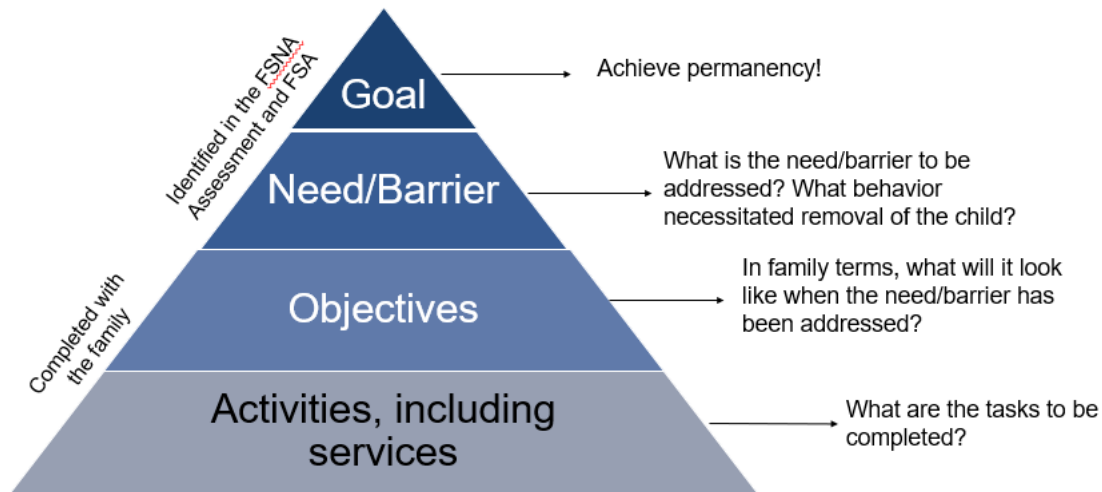 Identified in the FSNA
Assessment and FSA
Goal
Achieve permanency!
Need/Barrier
What is the need/barrier to be
addressed? What behavior
necessitated removal of the child?
Completed with
the family
Objectives
In family terms, what will it look
like when the need/barrier has
been addressed?
Activities, including
services
What are the tasks to be
completed?